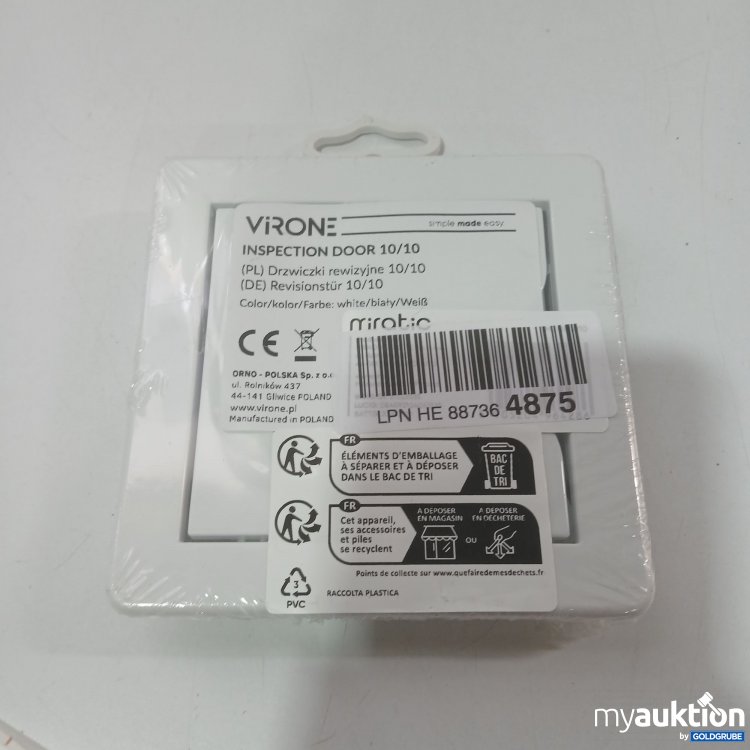 ViRONE simple made easy
INSPECTION DOOR 10/10
(PL) Drzwiczki rewizyjne 10/10
(DE) Revisionstür 10/10
Color/kolor/Farbe: white/biały/Weiß
mirotic
CE
ORNO - POLSKA Sp. z o.o
ul. Rolników 437
44-141 Gliwice POLAND
www.virone.pl
Manufactured in POLAND
LPN HE 88736 4875
FR
ÉLÉMENTS D'EMBALLAGE
À SÉPARER ET À DÉPOSER
DANS LE BAC DE TRI
BAC
DE
TRI
FR
Cet appareil,
ses accessoires
et piles
se recyclent
À DÉPOSER
EN MAGASIN
OU
À DÉPOSER
EN DÉCHÈTERIE
Points de collecte sur www.quefairedemesdechets.fr
3
PVC
RACCOLTA PLASTICA
myauktion
by GOLDGRUBE